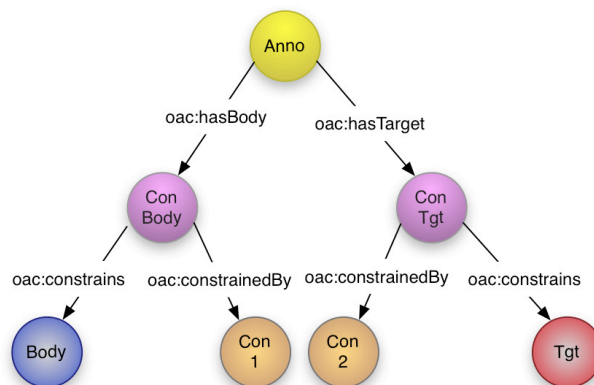 Anno
oac:hasBody
oac:hasTarget
Con
Body
Con
Tgt
oac:constrains
oac:constrainedBy
oac:constrainedBy
oac:constrains
Body
Con
1
Con
2
Tgt